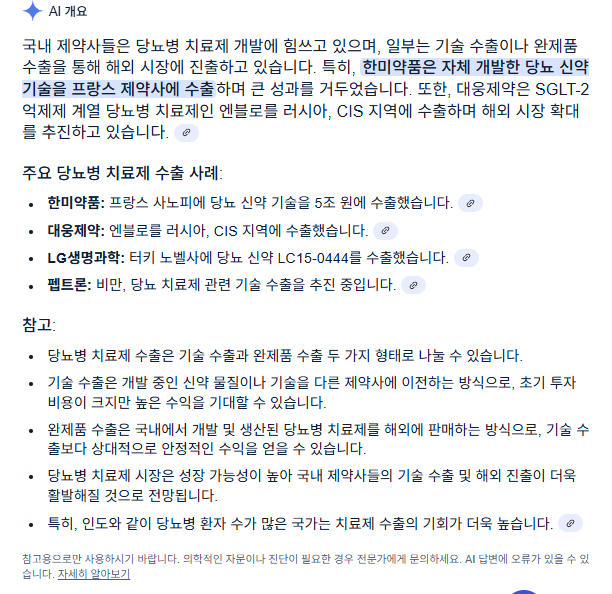 AI 개요
국내 제약사들은 당뇨병 치료제 개발에 힘쓰고 있으며, 일부는 기술 수출이나 완제품
수출을 통해 해외 시장에 진출하고 있습니다. 특히, 한미약품은 자체 개발한 당뇨 신약
기술을 프랑스 제약사에 수출하며 큰 성과를 거두었습니다. 또한, 대웅제약은 SGLT-2
억제제 계열 당뇨병 치료제인 엔블로를 러시아, CIS 지역에 수출하며 해외 시장 확대
를 추진하고 있습니다.
주요 당뇨병 치료제 수출 사례:
• 한미약품: 프랑스 사노피에 당뇨 신약 기술을 5조 원에 수출했습니다.
• 대웅제약: 엔블로를 러시아, CIS 지역에 수출했습니다.
• LG생명과학: 터키 노벨사에 당뇨 신약 LC15-0444를 수출했습니다.
• 펩트론: 비만, 당뇨 치료제 관련 기술 수출을 추진 중입니다.
참고:
• 당뇨병 치료제 수출은 기술 수출과 완제품 수출 두 가지 형태로 나눌 수 있습니다.
• 기술 수출은 개발 중인 신약 물질이나 기술을 다른 제약사에 이전하는 방식으로, 초기 투자
비용이 크지만 높은 수익을 기대할 수 있습니다.
• 완제품 수출은 국내에서 개발 및 생산된 당뇨병 치료제를 해외에 판매하는 방식으로, 기술 수
출보다 상대적으로 안정적인 수익을 얻을 수 있습니다.
• 당뇨병 치료제 시장은 성장 가능성이 높아 국내 제약사들의 기술 수출 및 해외 진출이 더욱
활발해질 것으로 전망됩니다.
• 특히, 인도와 같이 당뇨병 환자 수가 많은 국가는 치료제 수출의 기회가 더욱 높습니다.
참고용으로만 사용하시기 바랍니다. 의학적인 자문이나 진단이 필요한 경우 전문가에게 문의하세요. AI 답변에 오류가 있을 수 있
습니다. 자세히 알아보기